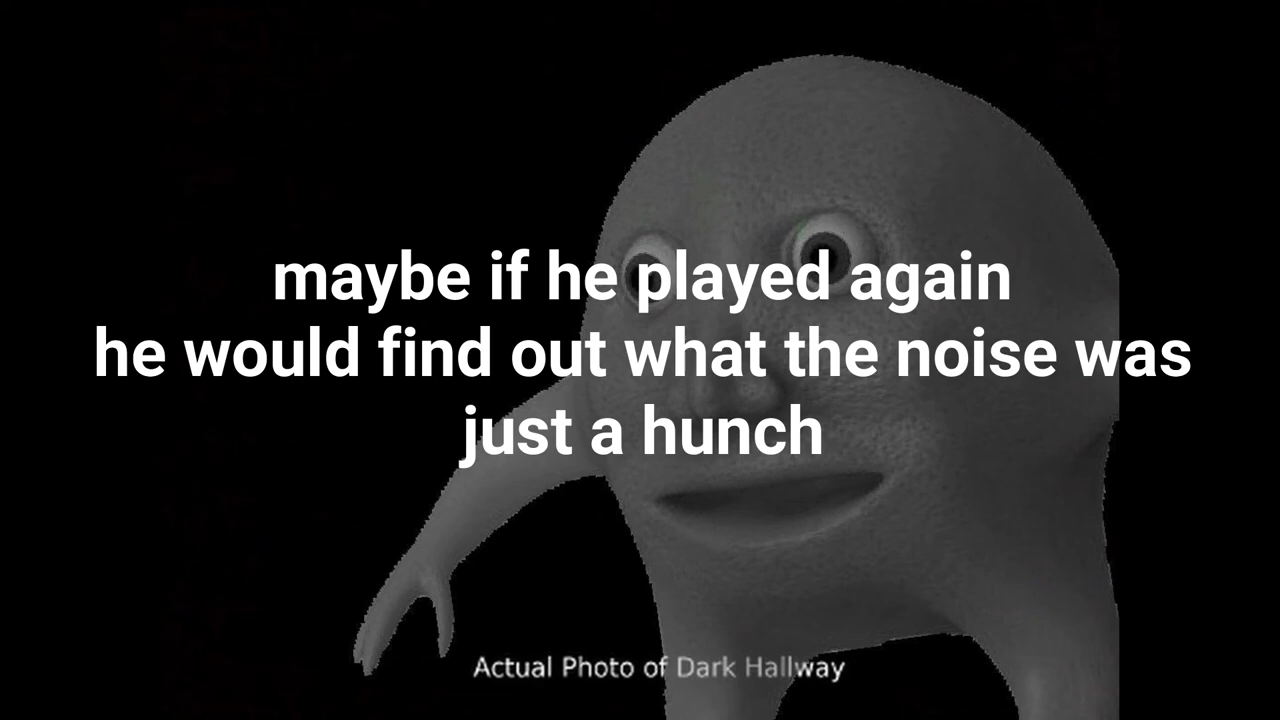 maybe if he played again
he would find out what the noise was
just a hunch
Actual Photo of Dark Hallway